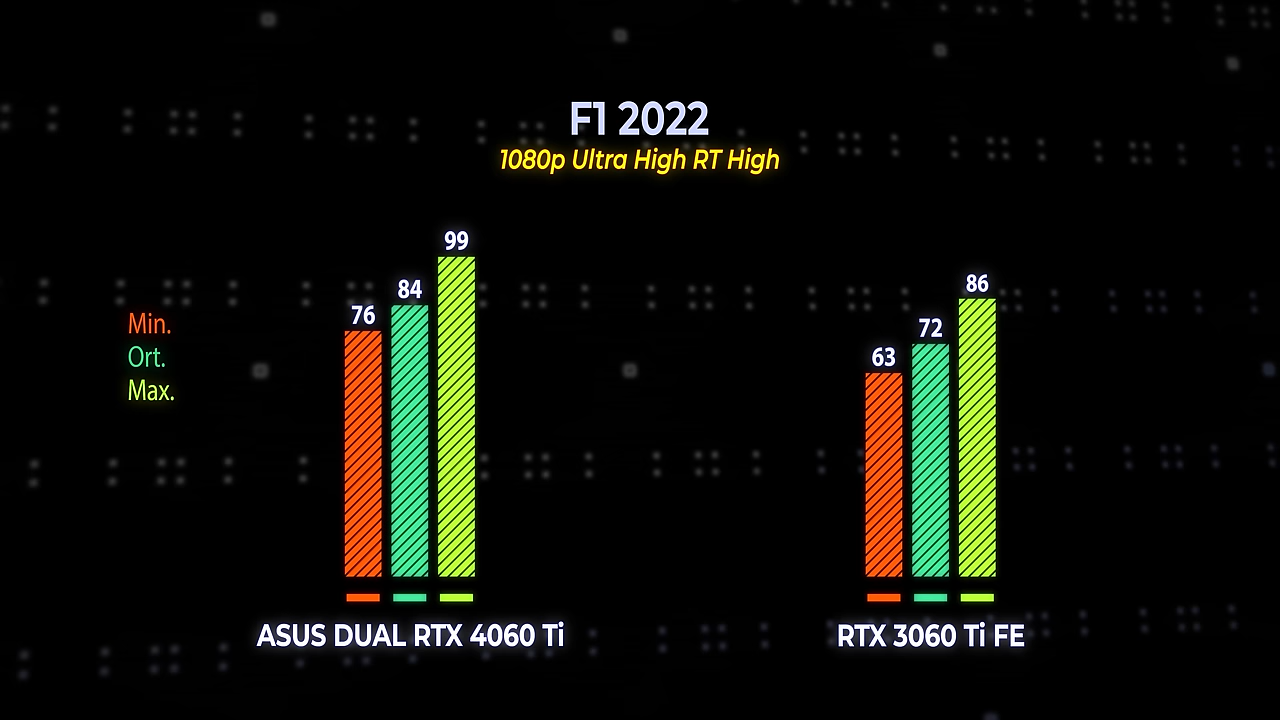 F1 2022
1080p Ultra High RT High
Min.
Ort.
Max.
76
84
99
63
72
86
ASUS DUAL RTX 4060 Ti
RTX 3060 Ti FE